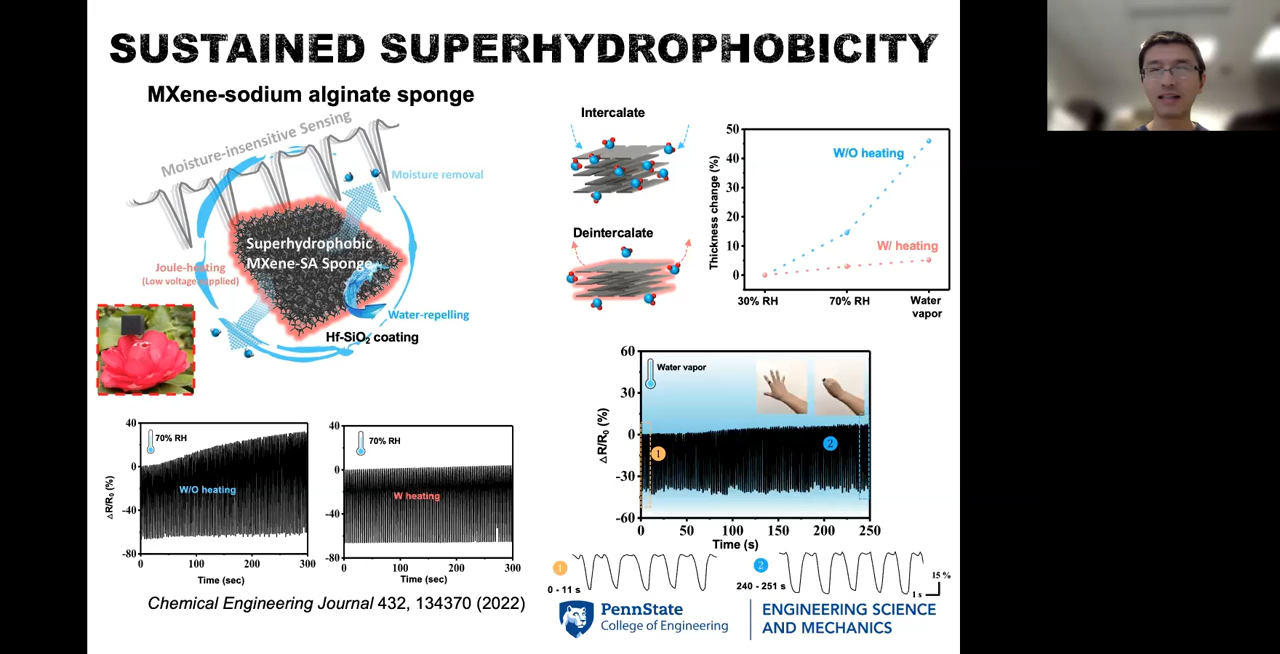 SUSTAINED SUPERHYDROPHOBICITY
MXene-sodium alginate sponge
Moisture-insensitive Sensing
Moisture removal
Superhydrophobic
MXene-SA Sponge
Joule-heating
(Low voltage supplied)
Water-repelling
Hf-SiO₂ coating
Intercalate
Deintercalate
Thickness change (%)
50
40
30
20
10
0
W/O heating
W/ heating
30% RH
70% RH
Water
vapor
ΔR/R₀ (%)
40
0
-40
-80
70% RH
W/O heating
0
100
200
300
Time (sec)
40
0
-40
-80
70% RH
W heating
0
100
200
300
Time (sec)
ΔR/R₀ (%)
60
30
0
-30
-60
Water vapor
1
2
0
50
100
150
200
250
Time (s)
1
0 - 11 s
2
240 - 251 s
15 %
1 s
Chemical Engineering Journal 432, 134370 (2022)
PennState
College of Engineering
ENGINEERING SCIENCE
AND MECHANICS